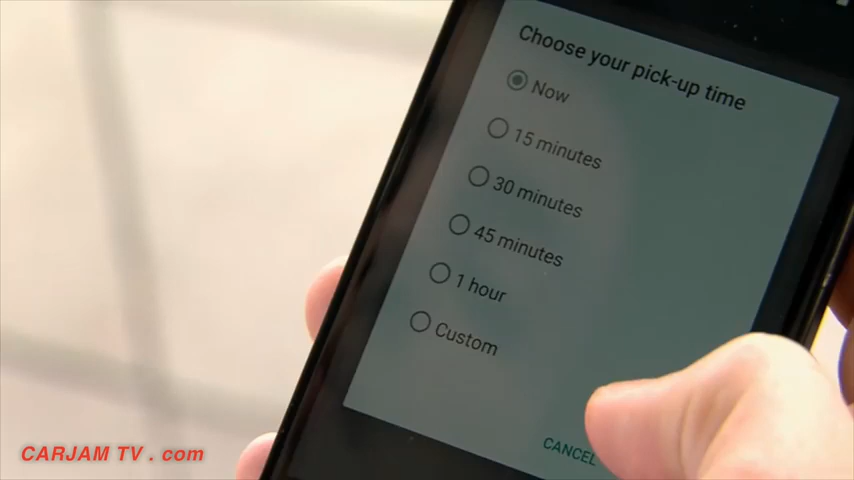 Choose your pick-up time
Now
15 minutes
30 minutes
45 minutes
1 hour
Custom
CANCEL
CARJAM TV . com